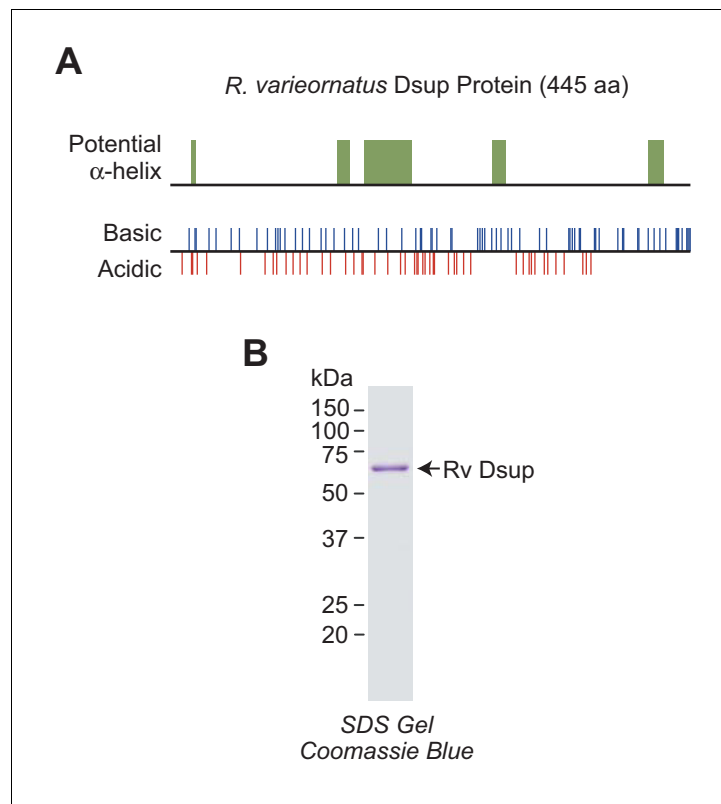 A
R. varieornatus Dsup Protein (445 aa)
Potential
α-helix
Basic
Acidic
B
kDa
150
100
75
50
37
25
20
Rv Dsup
SDS Gel
Coomassie Blue